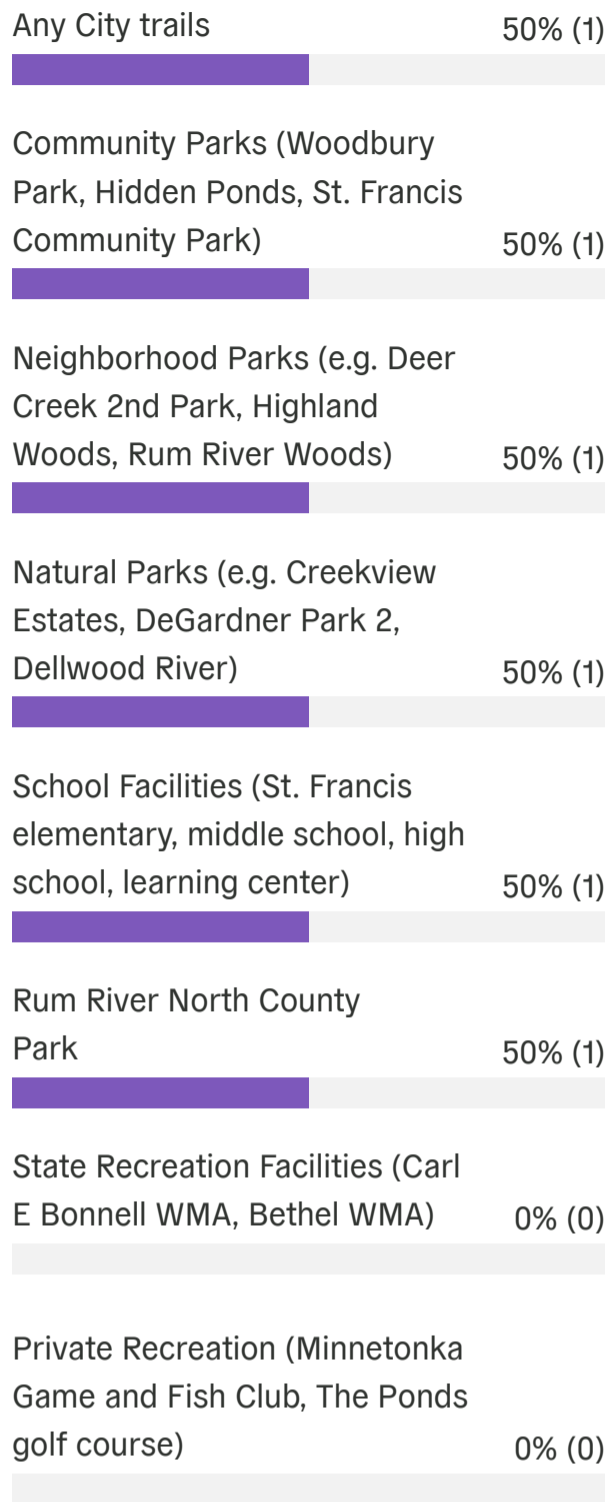 Any City trails 50% (1)
Community Parks (Woodbury
Park, Hidden Ponds, St. Francis
Community Park) 50% (1)
Neighborhood Parks (e.g. Deer
Creek 2nd Park, Highland
Woods, Rum River Woods) 50% (1)
Natural Parks (e.g. Creekview
Estates, DeGardner Park 2,
Dellwood River) 50% (1)
School Facilities (St. Francis
elementary, middle school, high
school, learning center) 50% (1)
Rum River North County
Park 50% (1)
State Recreation Facilities (Carl
E Bonnell WMA, Bethel WMA) 0% (0)
Private Recreation (Minnetonka
Game and Fish Club, The Ponds
golf course) 0% (0)